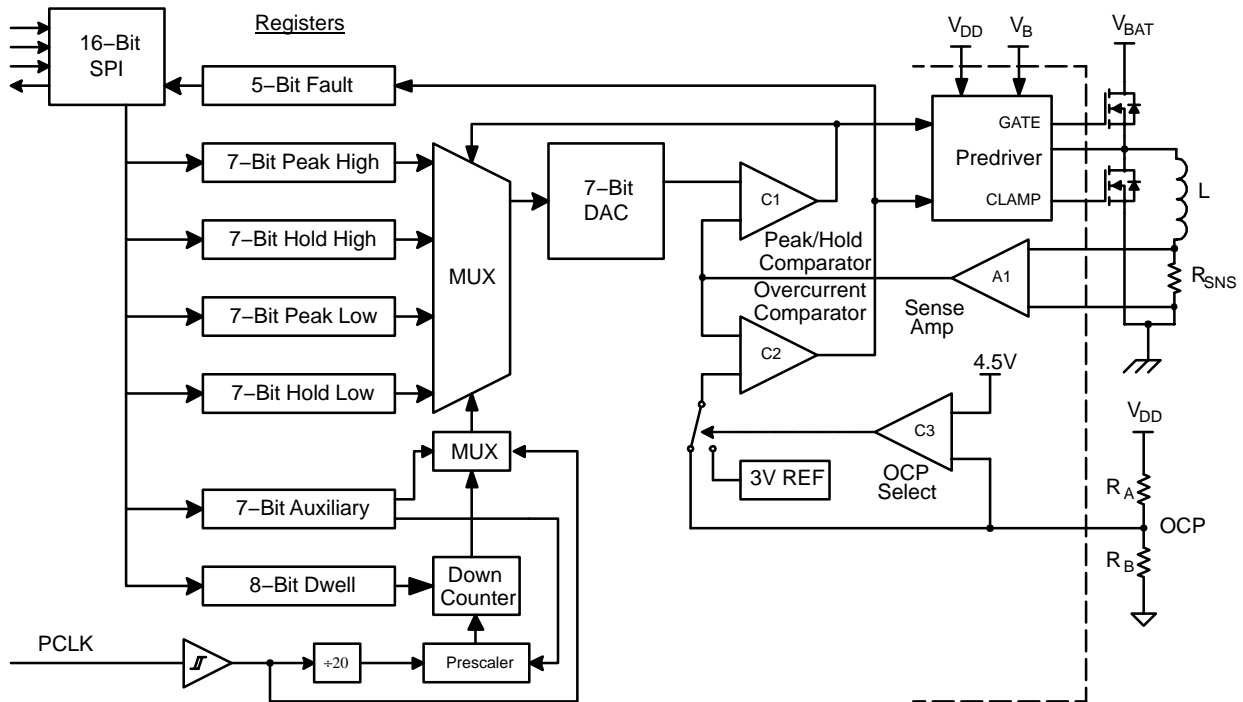 16–Bit
SPI
Registers
V_DD
V_B
V_BAT
5–Bit Fault
GATE
Predriver
CLAMP
7–Bit Peak High
7–Bit
DAC
C1
L
7–Bit Hold High
MUX
Peak/Hold
Comparator
A1
R_SNS
Overcurrent
Comparator
Sense
Amp
7–Bit Peak Low
C2
4.5V
7–Bit Hold Low
V_DD
MUX
C3
3V REF
OCP
Select
R_A
7–Bit Auxiliary
OCP
R_B
8–Bit Dwell
Down
Counter
PCLK
÷20
Prescaler